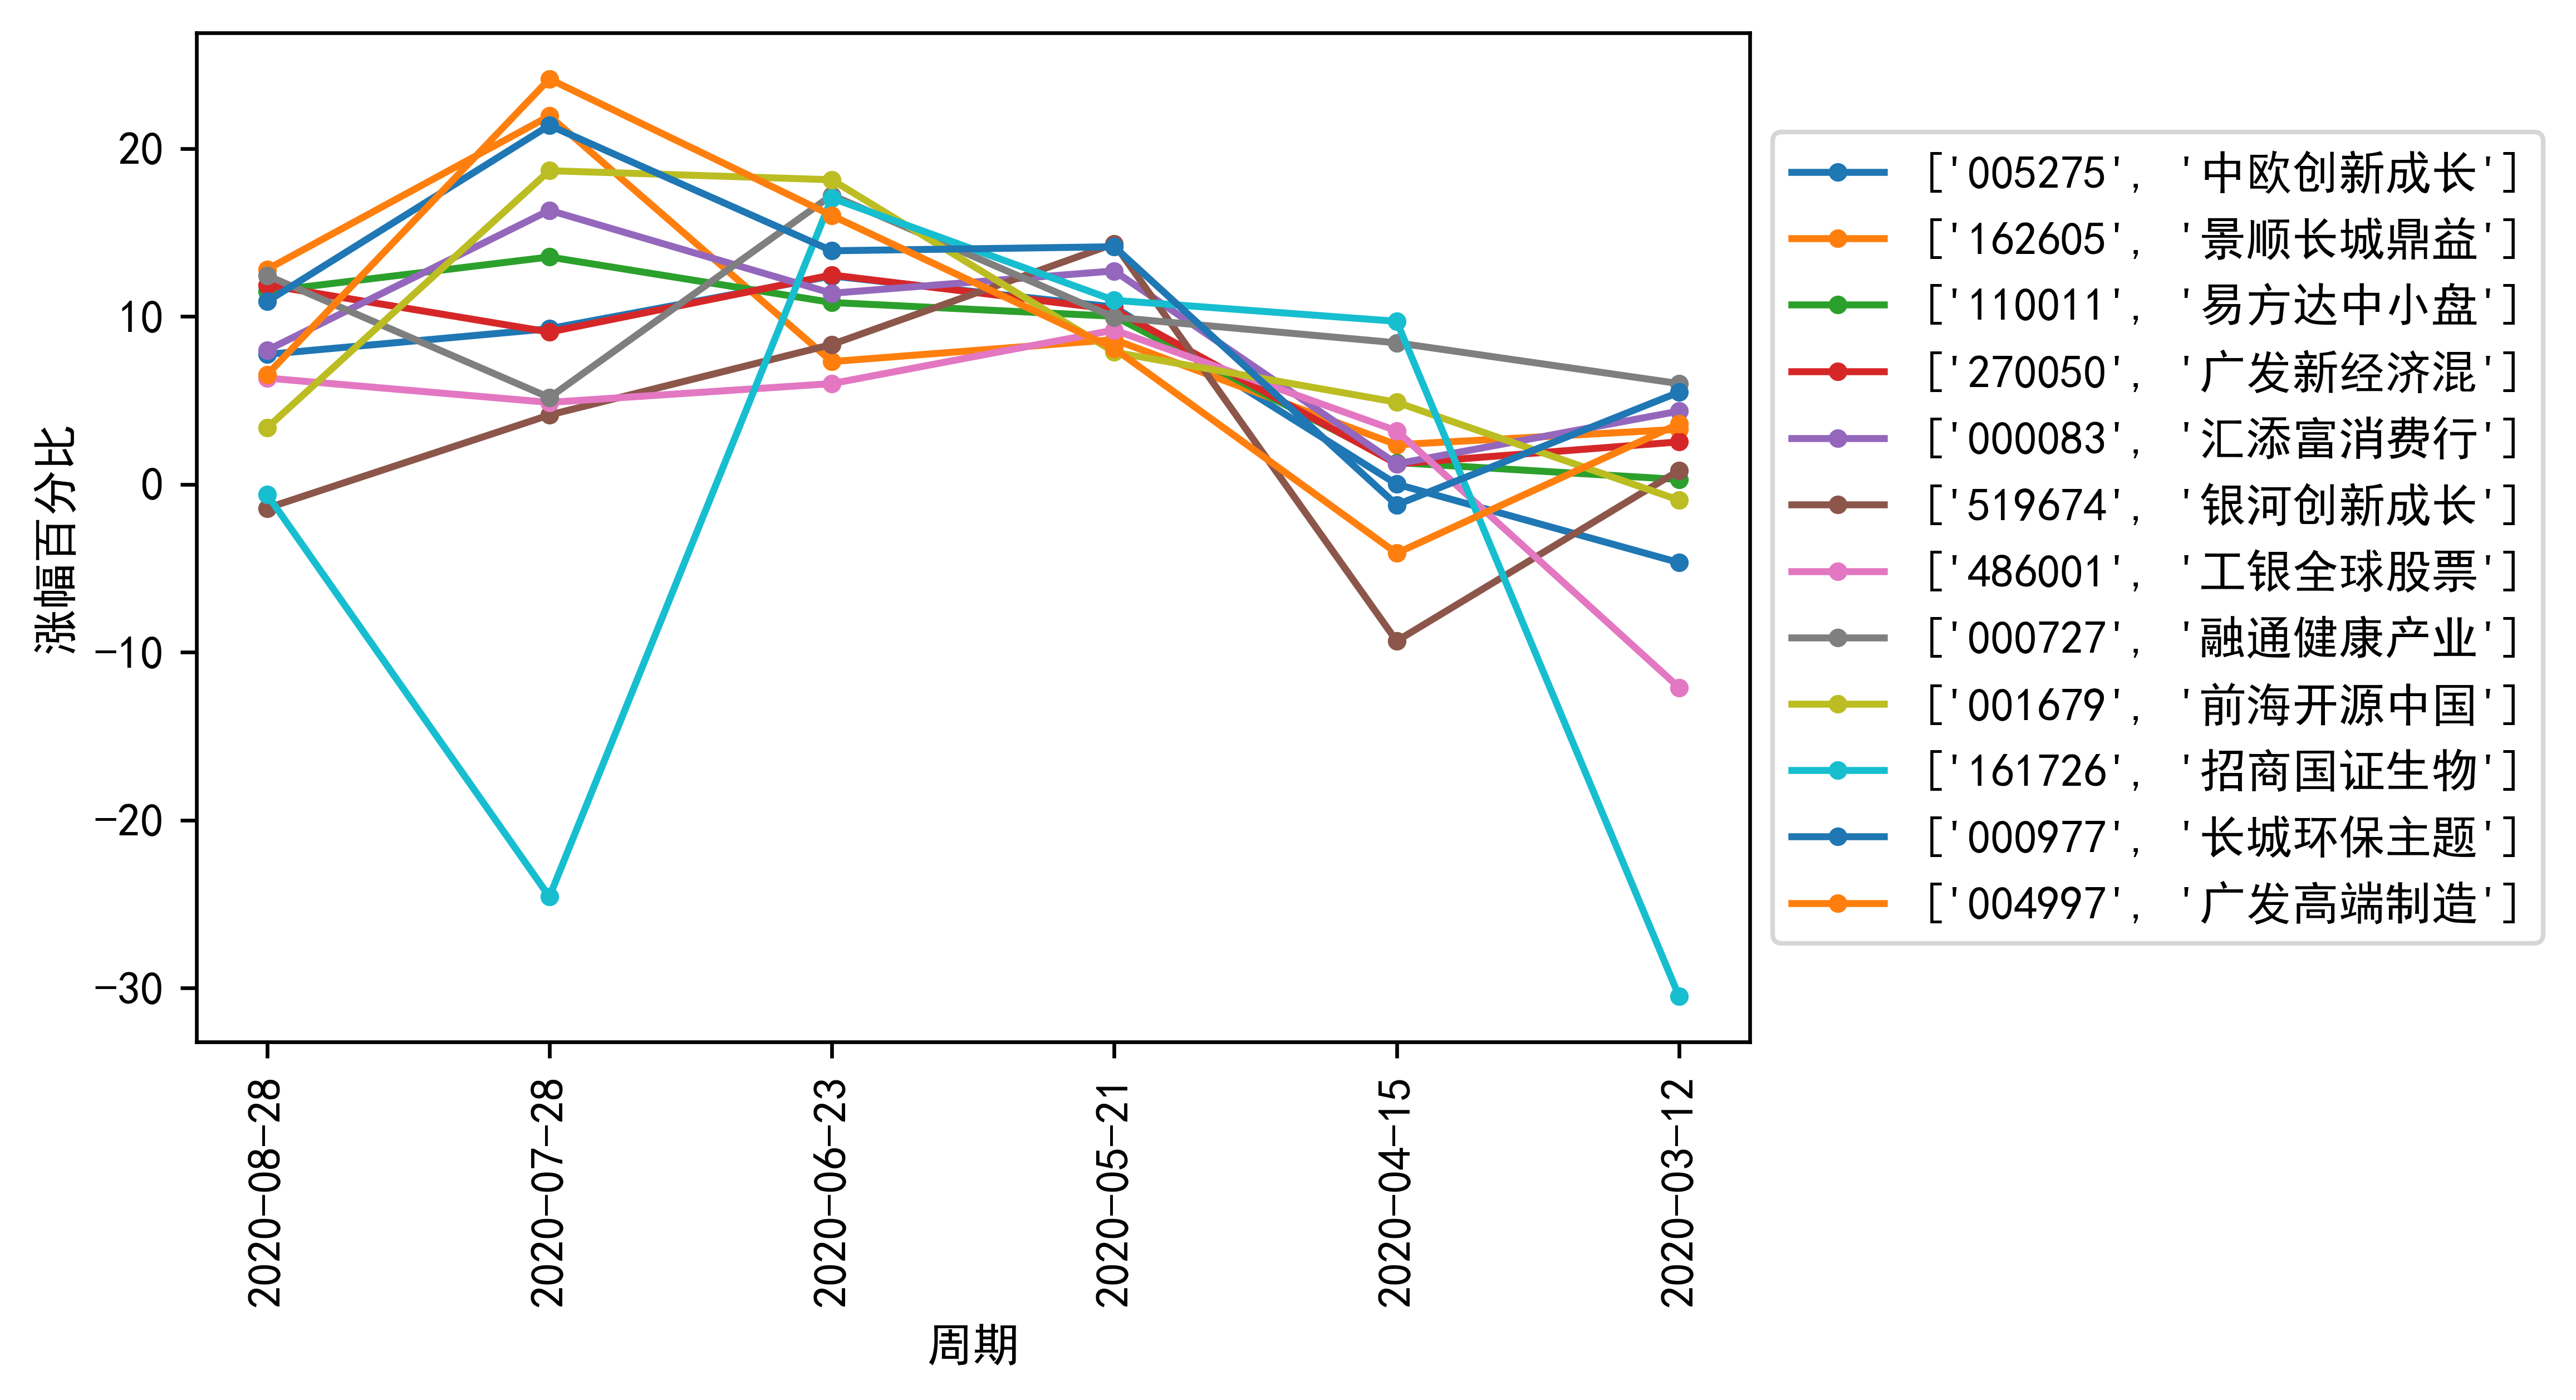 20
10
0
−10
−20
−30
涨幅百分比
2020-08-28
2020-07-28
2020-06-23
2020-05-21
2020-04-15
2020-03-12
周期
['005275', '中欧创新成长']
['162605', '景顺长城鼎益']
['110011', '易方达中小盘']
['270050', '广发新经济混']
['000083', '汇添富消费行']
['519674', '银河创新成长']
['486001', '工银全球股票']
['000727', '融通健康产业']
['001679', '前海开源中国']
['161726', '招商国证生物']
['000977', '长城环保主题']
['004997', '广发高端制造']